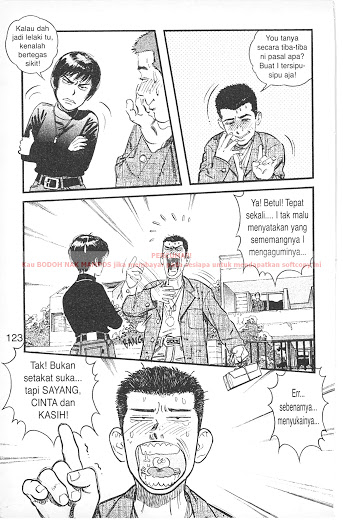 Kalau dah
jadi lelaki tu,
kenalah
bertegas
sikit!
You tanya
secara tiba-tiba
ni pasal apa?
Buat I tersipu-
sipu aja!
Ya! Betul! Tepat
sekali.... I tak malu
menyatakan yang
sememangnya I
mengaguminya...
123
Tak! Bukan
setakat suka...
tapi SAYANG,
CINTA dan
KASIH!
Err...
sebenarnya...
menyukainya...